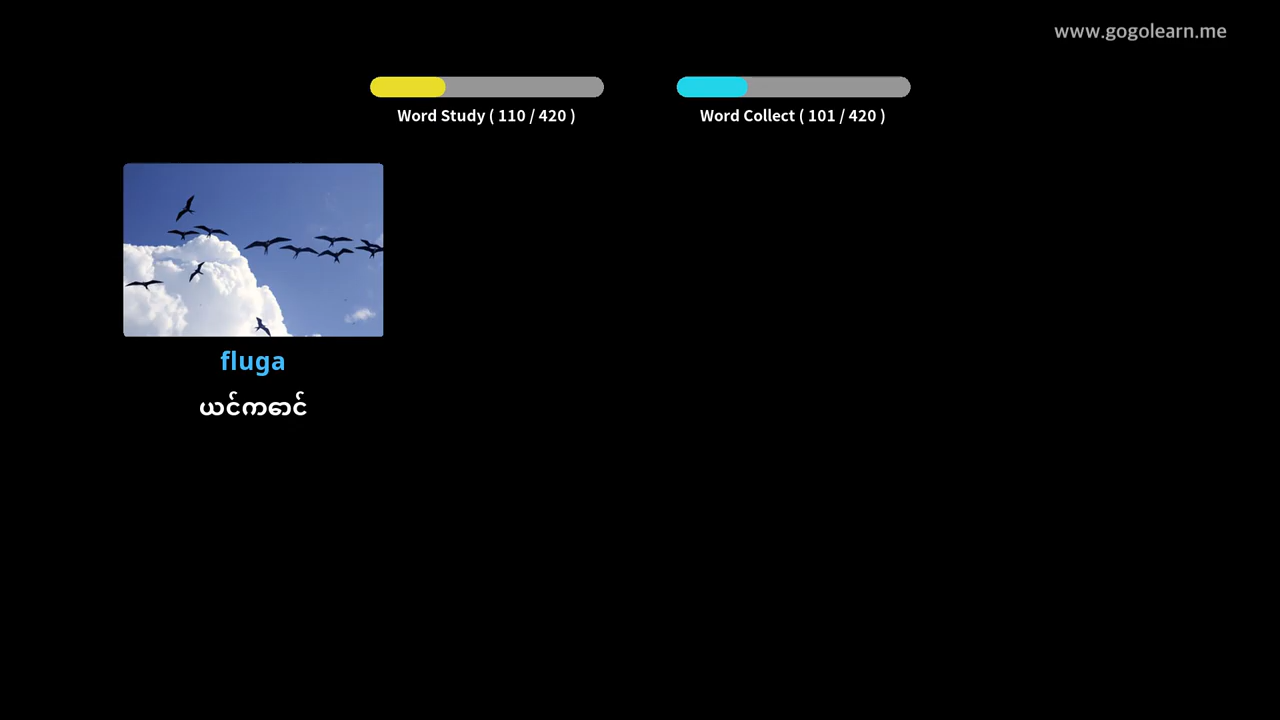 www.gogolearn.me
Word Study ( 110 / 420 )
Word Collect ( 101 / 420 )
fluga
ယင်ကောင်